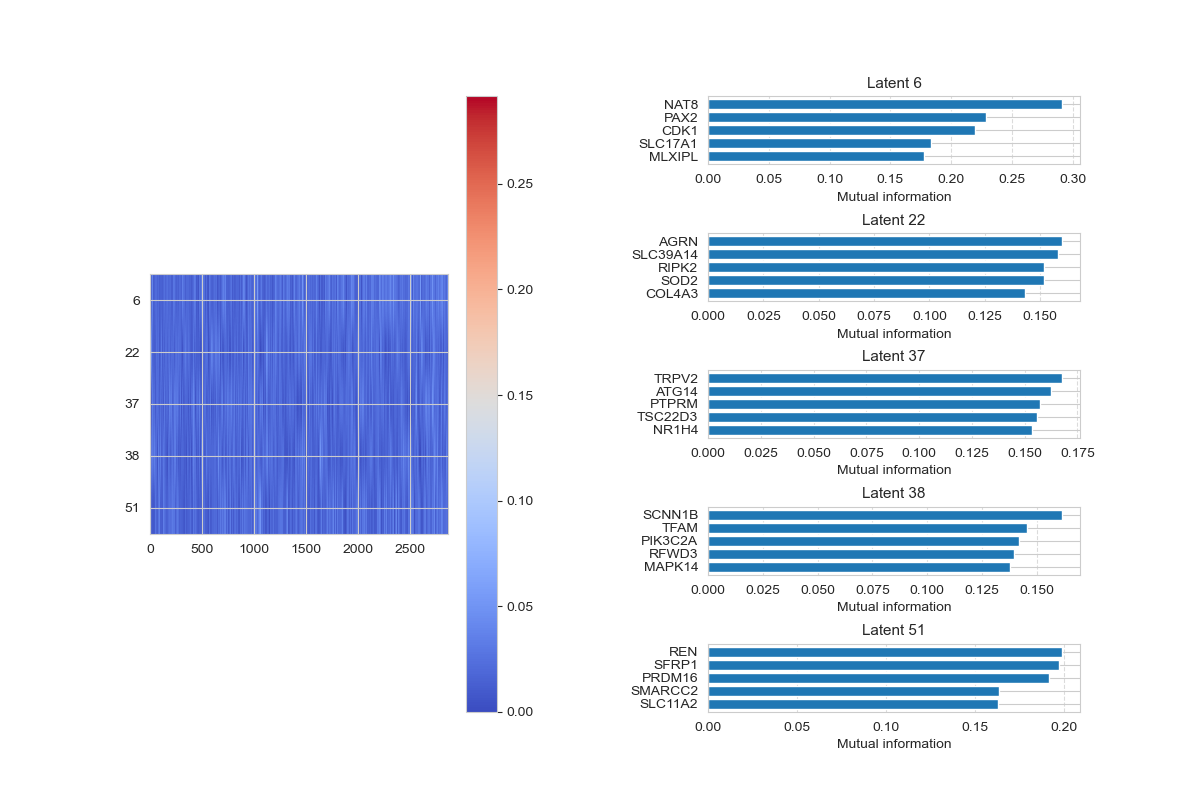 6
22
37
38
51
0 500 1000 1500 2000 2500
0.25
0.20
0.15
0.10
0.05
0.00
Latent 6
NAT8
PAX2
CDK1
SLC17A1
MLXIPL
0.00 0.05 0.10 0.15 0.20 0.25 0.30
Mutual information
Latent 22
AGRN
SLC39A14
RIPK2
SOD2
COL4A3
0.000 0.025 0.050 0.075 0.100 0.125 0.150
Mutual information
Latent 37
TRPV2
ATG14
PTPRM
TSC22D3
NR1H4
0.000 0.025 0.050 0.075 0.100 0.125 0.150 0.175
Mutual information
Latent 38
SCNN1B
TFAM
PIK3C2A
RFWD3
MAPK14
0.000 0.025 0.050 0.075 0.100 0.125 0.150
Mutual information
Latent 51
REN
SFRP1
PRDM16
SMARCC2
SLC11A2
0.00 0.05 0.10 0.15 0.20
Mutual information